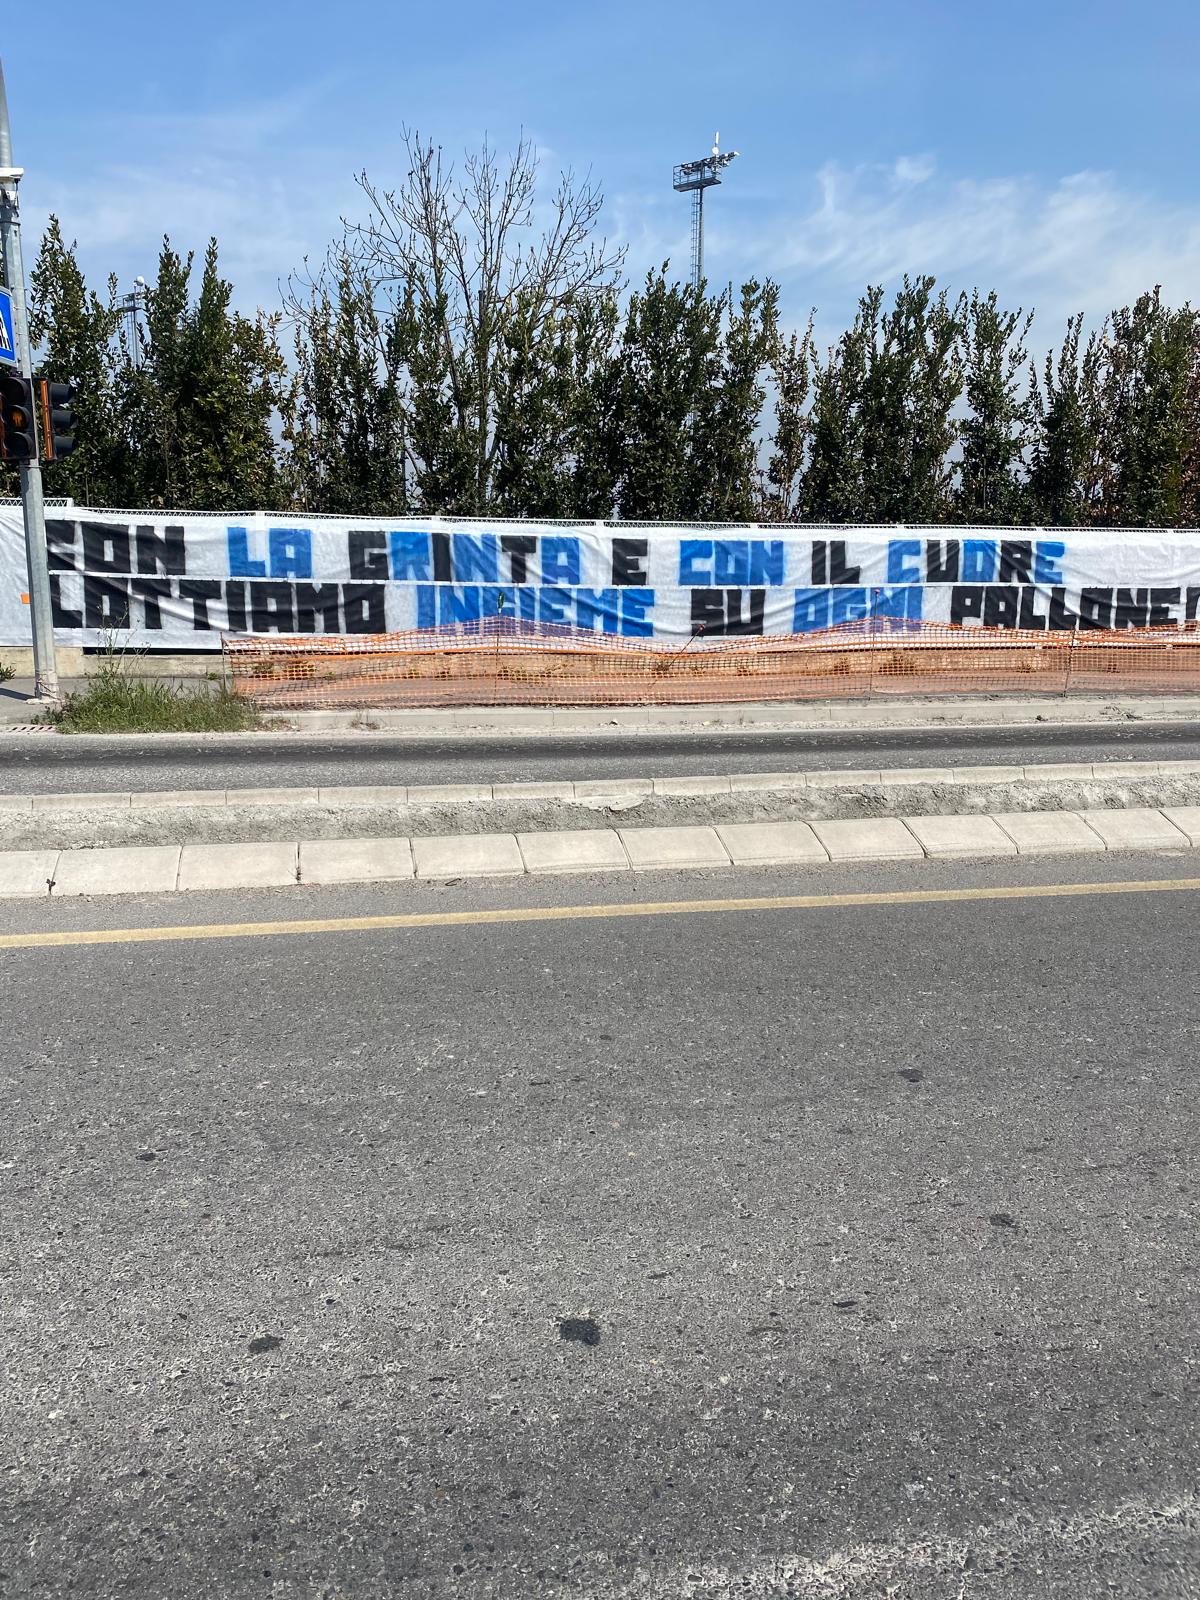 CON LA GRINTA E CON IL CUORE
LOTTIAMO INSIEME SU OGNI PALLONE!